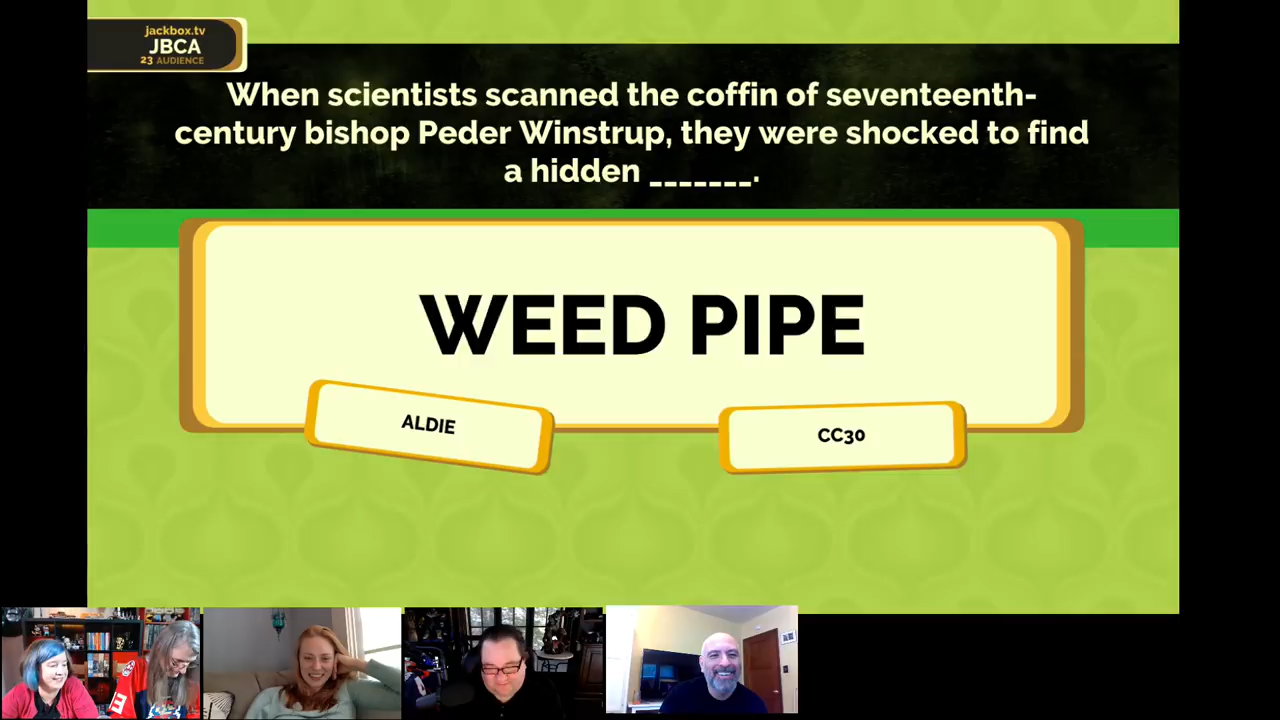 jackbox.tv
JBCA
23 AUDIENCE
When scientists scanned the coffin of seventeenth-
century bishop Peder Winstrup, they were shocked to find
a hidden _______.
WEED PIPE
ALDIE
CC30